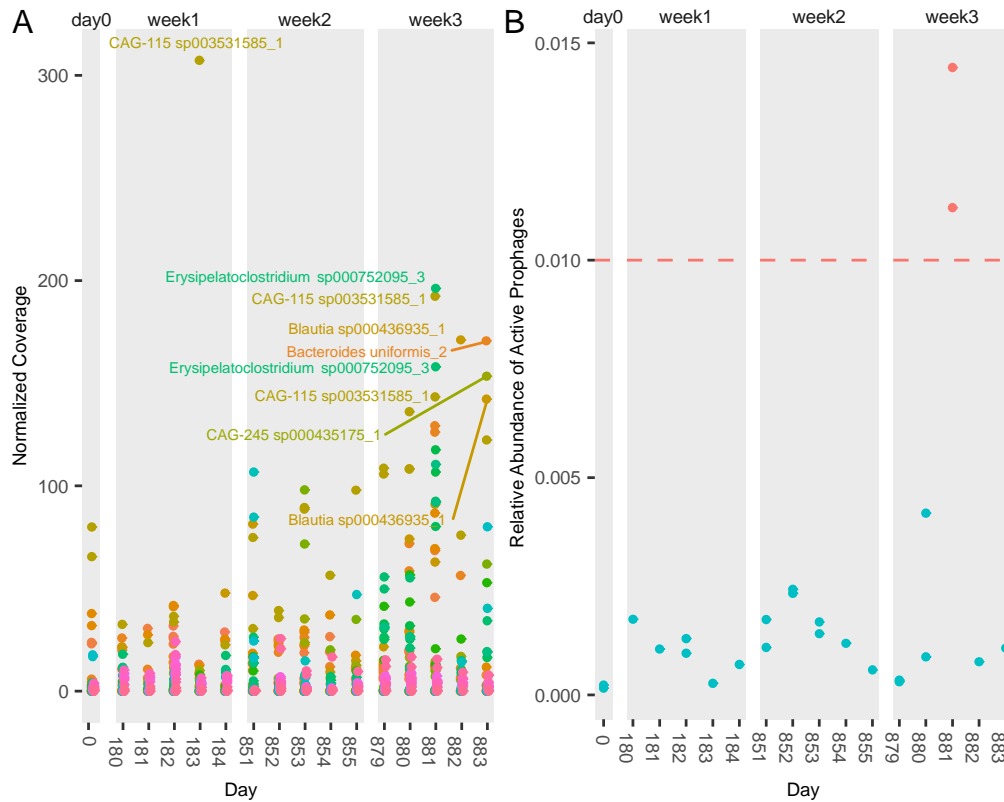 A
day0
week1
week2
week3
CAG-115 sp003531585_1
300
Erysipelatoclostridium sp000752095_3
200
CAG-115 sp003531585_1
Blautia sp000436935_1
Bacteroides uniformis_2
Erysipelatoclostridium sp000752095_3
CAG-115 sp003531585_1
CAG-245 sp000435175_1
100
Blautia sp000436935_1
0
Normalized Coverage
0
180
181
182
183
184
851
852
853
854
855
879
880
881
882
883
Day
B
day0
week1
week2
week3
0.015
0.010
0.005
0.000
Relative Abundance of Active Prophages
0
180
181
182
183
184
851
852
853
854
855
879
880
881
882
883
Day